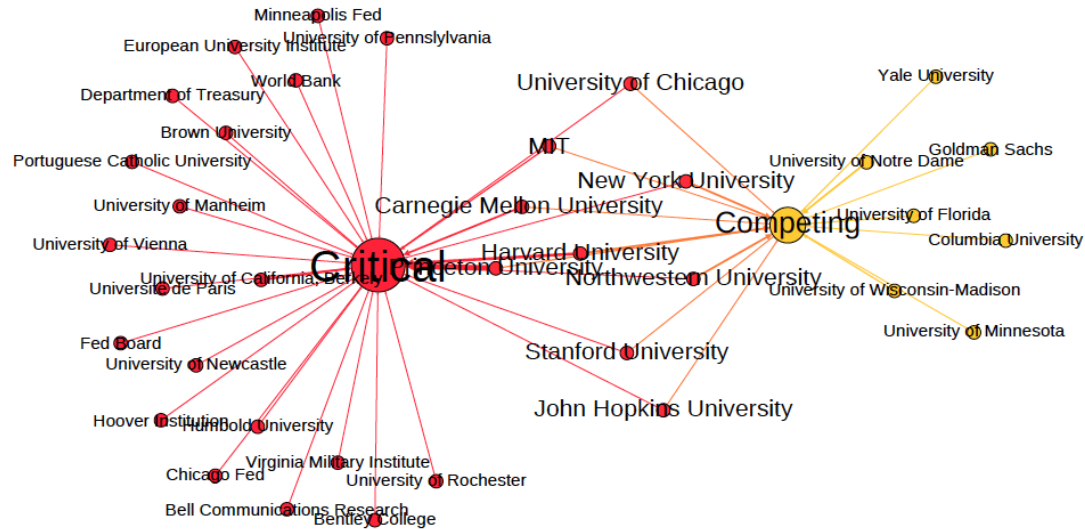 Minneapolis Fed
University of Pennslylvania
European University Institute
World Bank
University of Chicago
Yale University
Department of Treasury
Brown University
MIT
Goldman Sachs
Portuguese Catholic University
University of Notre Dame
New York University
University of Manheim
Carnegie Mellon University
University of Florida
Competing
University of Vienna
Columbia University
Harvard University
Critical
University
University of California, Berkely
Northwestern University
Universite de Paris
University of Wisconsin-Madison
Fed Board
University of Minnesota
University of Newcastle
Stanford University
Hoover Institution
Humbold University
John Hopkins University
Virginia Military Institute
Chicago Fed
University of Rochester
Bell Communications Research
Bentley College